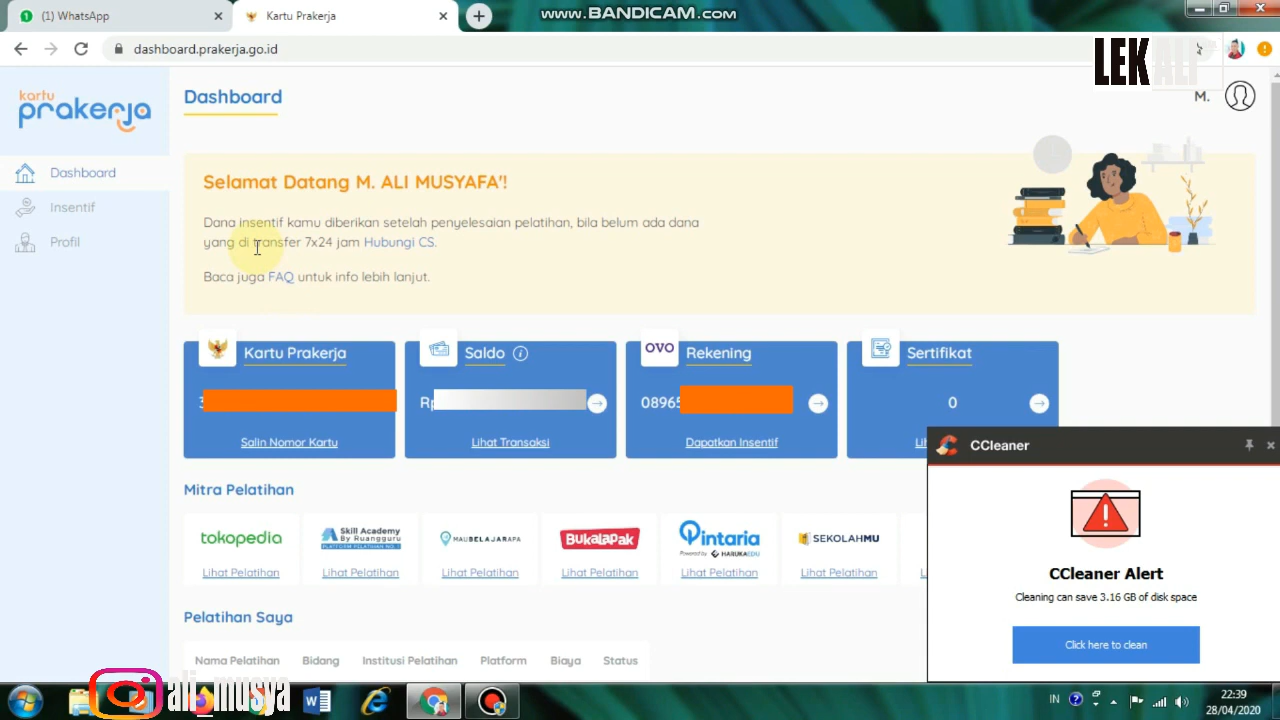 (1) WhatsApp
Kartu Prakerja
www.BANDICAM.com
dashboard.prakerja.go.id
LEK ALI
kartu
prakerja
Dashboard
M.
Dashboard
Insentif
Profil
Selamat Datang M. ALI MUSYAFA'!
Dana insentif kamu diberikan setelah penyelesaian pelatihan, bila belum ada dana
yang di transfer 7x24 jam Hubungi CS.
Baca juga FAQ untuk info lebih lanjut.
Kartu Prakerja
Salin Nomor Kartu
Saldo
Rp
Lihat Transaksi
OVO
Rekening
08965
Dapatkan Insentif
Sertifikat
0
CCleaner
CCleaner Alert
Cleaning can save 3.16 GB of disk space
Click here to clean
Mitra Pelatihan
tokopedia
Lihat Pelatihan
Skill Academy
By Ruangguru
PLATFORM PELATIHAN NO. 1
Lihat Pelatihan
MAUBELAJARAPA
Lihat Pelatihan
Bukalapak
Lihat Pelatihan
Pintaria
Powered by HARUKAEDU
Lihat Pelatihan
SEKOLAHMU
Lihat Pelatihan
Pelatihan Saya
Nama Pelatihan Bidang Institusi Pelatihan Platform Biaya Status
ali_musya
IN
22:39
28/04/2020